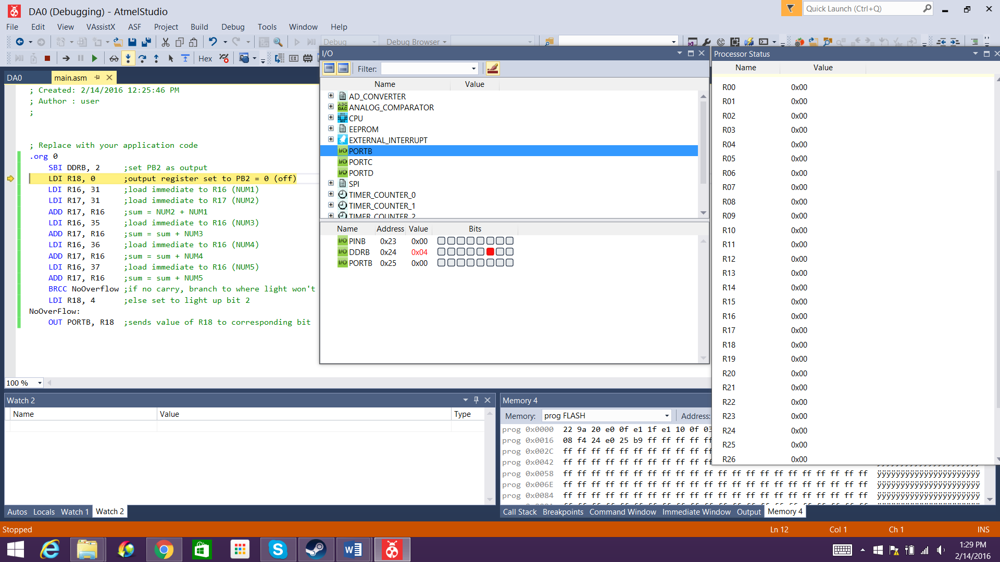 DA0 (Debugging) - AtmelStudio
Quick Launch (Ctrl+Q)
File Edit View VAssistX ASF Project Build Debug Tools Window Help
Debug Debug Browser
Hex
DA0 main.asm
; Created: 2/14/2016 12:25:46 PM
; Author : user
;
; Replace with your application code
.org 0
SBI DDRB, 2 ;set PB2 as output
LDI R18, 0 ;output register set to PB2 = 0 (off)
LDI R16, 31 ;load immediate to R16 (NUM1)
LDI R17, 31 ;load immediate to R17 (NUM2)
ADD R17, R16 ;sum = NUM2 + NUM1
LDI R16, 35 ;load immediate to R16 (NUM3)
ADD R17, R16 ;sum = sum + NUM3
LDI R16, 36 ;load immediate to R16 (NUM4)
ADD R17, R16 ;sum = sum + NUM4
LDI R16, 37 ;load immediate to R16 (NUM5)
ADD R17, R16 ;sum = sum + NUM5
BRCC NoOverflow ;if no carry, branch to where light won't
LDI R18, 4 ;else set to light up bit 2
NoOverFlow:
OUT PORTB, R18 ;sends value of R18 to corresponding bit
100 %
I/O
Filter:
Name Value
AD_CONVERTER
ANALOG_COMPARATOR
CPU
EEPROM
EXTERNAL_INTERRUPT
I/O PORTB
I/O PORTC
I/O PORTD
SPI
TIMER_COUNTER_0
TIMER_COUNTER_1
TIMER_COUNTER_2
Name Address Value Bits
I/O PINB 0x23 0x00
I/O DDRB 0x24 0x04
I/O PORTB 0x25 0x00
Processor Status
Name Value
R00 0x00
R01 0x00
R02 0x00
R03 0x00
R04 0x00
R05 0x00
R06 0x00
R07 0x00
R08 0x00
R09 0x00
R10 0x00
R11 0x00
R12 0x00
R13 0x00
R14 0x00
R15 0x00
R16 0x00
R17 0x00
R18 0x00
R19 0x00
R20 0x00
R21 0x00
R22 0x00
R23 0x00
R24 0x00
R25 0x00
R26 0x00
Watch 2
Name Value Type
Autos Locals Watch 1 Watch 2
Memory 4
Memory: prog FLASH Address:
prog 0x0000 22 9a 20 e0 0f e1 1f e1 10 0f 03
prog 0x0016 08 f4 24 e0 25 b9 ff ff ff ff ff
prog 0x002C ff ff ff ff ff ff ff ff ff ff ff
prog 0x0042 ff ff ff ff ff ff ff ff ff ff ff
prog 0x0058 ff ff ff ff ff ff ff ff ff ff ff ff ff ff ff ff ff ff ff ff ff ff ÿÿÿÿÿÿÿÿÿÿÿÿÿÿÿÿÿÿÿÿÿÿ
prog 0x006E ff ff ff ff ff ff ff ff ff ff ff ff ff ff ff ff ff ff ff ff ff ff ÿÿÿÿÿÿÿÿÿÿÿÿÿÿÿÿÿÿÿÿÿÿ
prog 0x0084 ff ff ff ff ff ff ff ff ff ff ff ff ff ff ff ff ff ff ff ff ff ff ÿÿÿÿÿÿÿÿÿÿÿÿÿÿÿÿÿÿÿÿÿÿ
Call Stack Breakpoints Command Window Immediate Window Output Memory 4
Stopped Ln 12 Col 1 Ch 1 INS
1:29 PM
2/14/2016